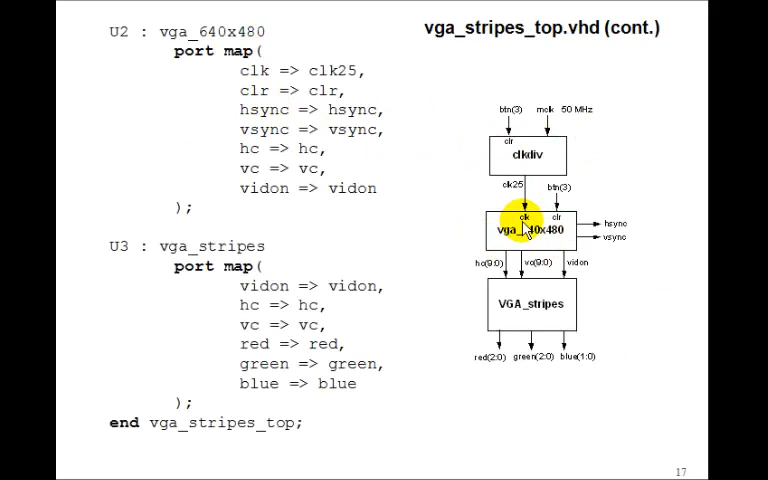 vga_stripes_top.vhd (cont.)
U2 : vga_640x480
port map(
clk => clk25,
clr => clr,
hsync => hsync,
vsync => vsync,
hc => hc,
vc => vc,
vidon => vidon
);
U3 : vga_stripes
port map(
vidon => vidon,
hc => hc,
vc => vc,
red => red,
green => green,
blue => blue
);
end vga_stripes_top;
btn(3) mclk 50 MHz
clr
clkdiv
clk25 btn(3)
clk clr
vga_640x480
hsync
vsync
hc(9:0) vc(9:0) vidon
VGA_stripes
red(2:0) green(2:0) blue(1:0)
17